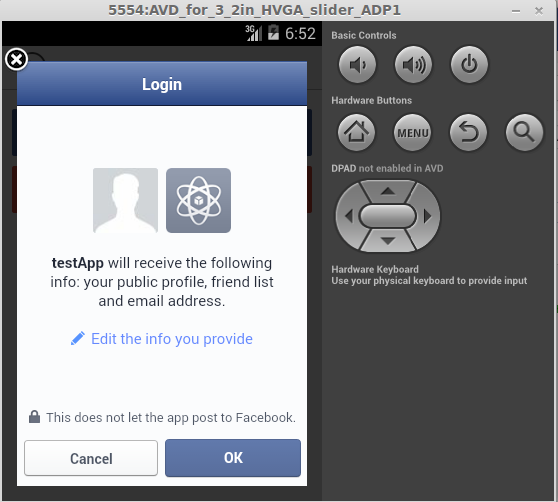 5554:AVD_for_3_2in_HVGA_slider_ADP1
3G 6:52
Login
testApp will receive the following
info: your public profile, friend list
and email address.
Edit the info you provide
This does not let the app post to Facebook.
Cancel
OK
Basic Controls
Hardware Buttons
MENU
DPAD not enabled in AVD
Hardware Keyboard
Use your physical keyboard to provide input